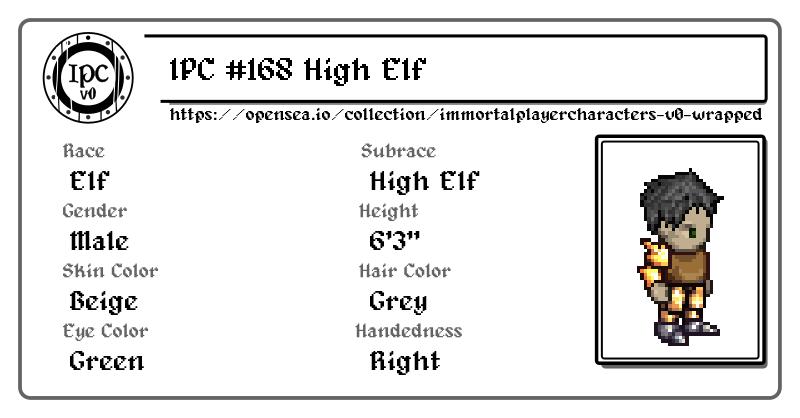 IPC
v0
IPC #168 High Elf
https://opensea.io/collection/immortalplayercharacters-v0-wrapped
Race
Subrace
Elf
High Elf
Gender
Height
Male
6'3"
Skin Color
Hair Color
Beige
Grey
Eye Color
Handedness
Green
Right